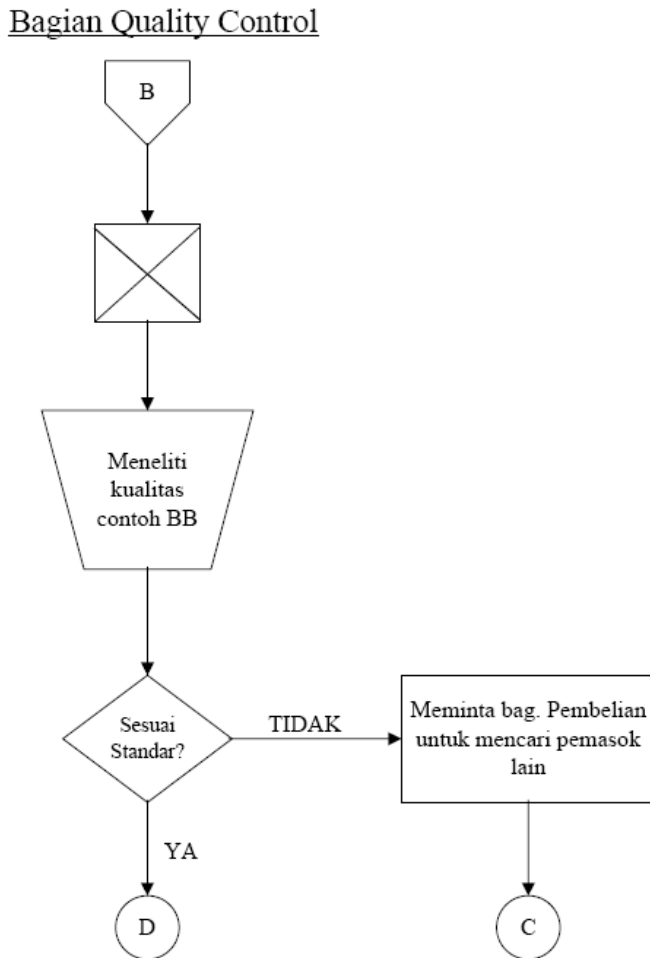 Bagian Quality Control
B
Meneliti
kualitas
contoh BB
Sesuai
Standar?
TIDAK
Meminta bag. Pembelian
untuk mencari pemasok
lain
YA
D
C